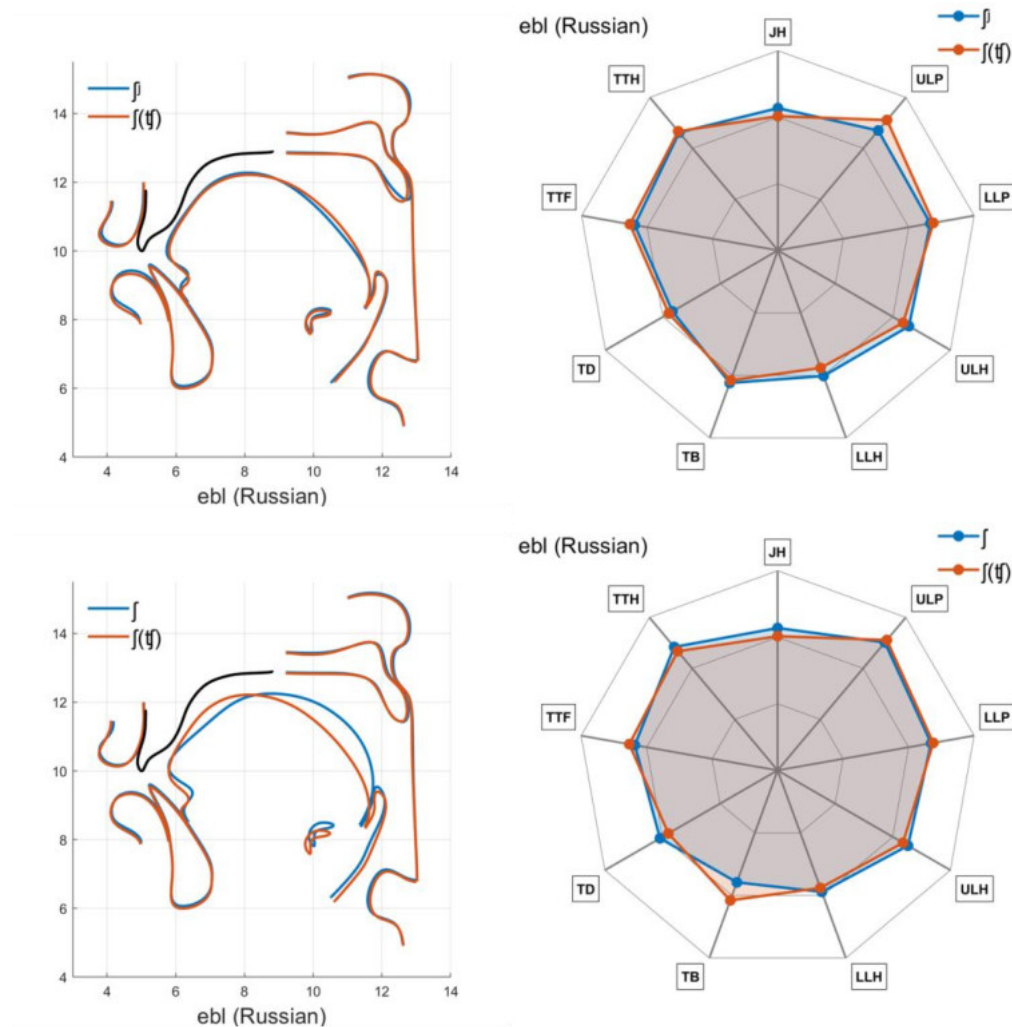 ebl (Russian)
ʃʲ
ʃ(t͡ʃ)
JH
ULP
LLP
ULH
LLH
TB
TD
TTF
TTH
ʃʲ
ʃ(t͡ʃ)
14
12
10
8
6
4
4 6 8 10 12 14
ebl (Russian)
ebl (Russian)
ʃ
ʃ(t͡ʃ)
JH
ULP
LLP
ULH
LLH
TB
TD
TTF
TTH
ʃ
ʃ(t͡ʃ)
14
12
10
8
6
4
4 6 8 10 12 14
ebl (Russian)